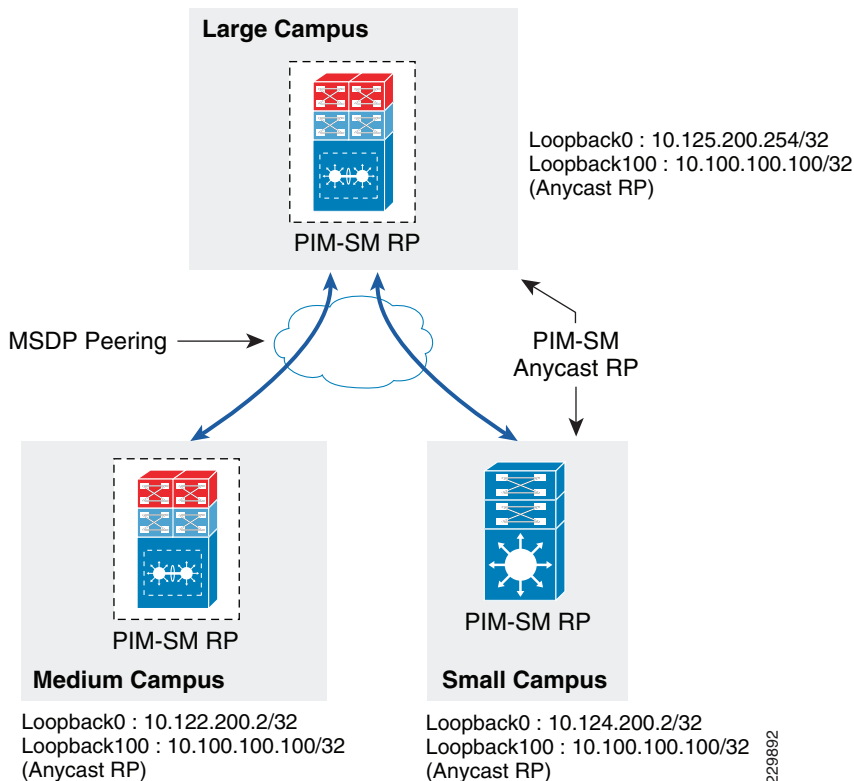 Large Campus
Loopback0 : 10.125.200.254/32
Loopback100 : 10.100.100.100/32
(Anycast RP)
PIM-SM RP
MSDP Peering
PIM-SM
Anycast RP
PIM-SM RP
Medium Campus
Loopback0 : 10.122.200.2/32
Loopback100 : 10.100.100.100/32
(Anycast RP)
PIM-SM RP
Small Campus
Loopback0 : 10.124.200.2/32
Loopback100 : 10.100.100.100/32
(Anycast RP)
229892